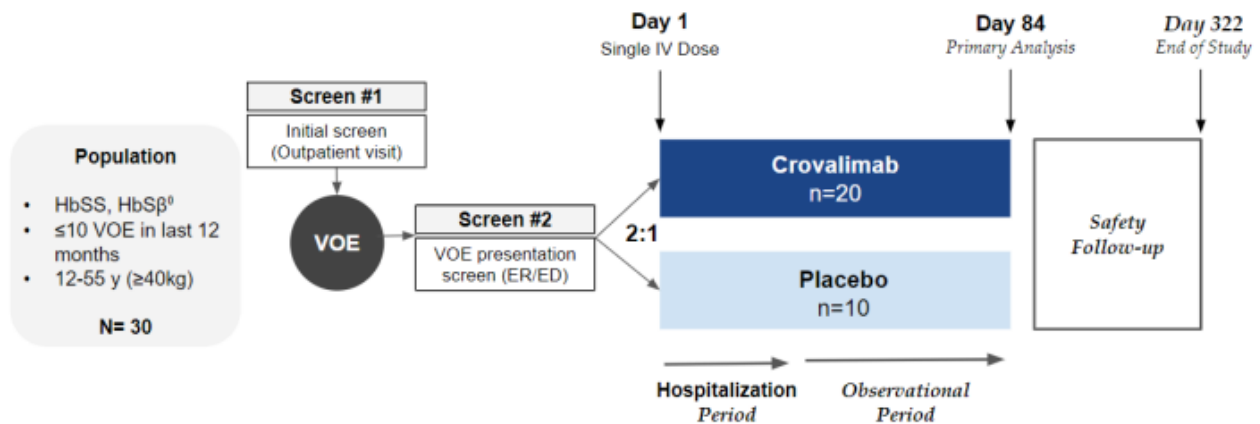 Day 1
Single IV Dose
Day 84
Primary Analysis
Day 322
End of Study
Screen #1
Initial screen
(Outpatient visit)
Population
• HbSS, HbSβ⁰
• ≤10 VOE in last 12
months
• 12-55 y (≥40kg)
N= 30
VOE
Screen #2
VOE presentation
screen (ER/ED)
2:1
Crovalimab
n=20
Placebo
n=10
Safety
Follow-up
Hospitalization
Period
Observational
Period